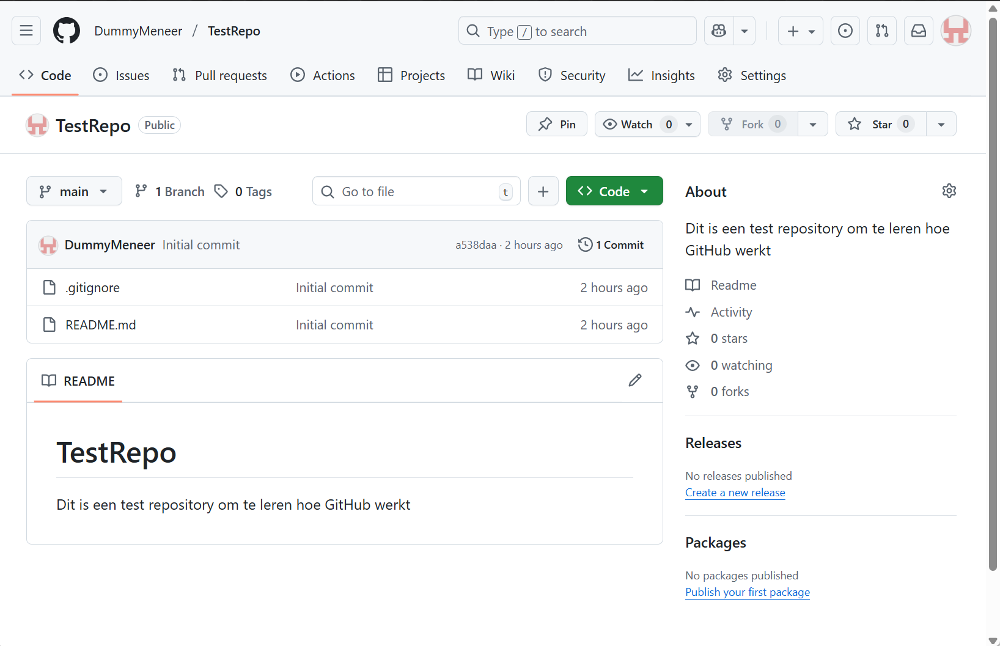 DummyMeneer / TestRepo
Type / to search
Code Issues Pull requests Actions Projects Wiki Security Insights Settings
TestRepo Public
Pin Watch 0 Fork 0 Star 0
main 1 Branch 0 Tags Go to file t Code
DummyMeneer Initial commit a538daa · 2 hours ago 1 Commit
.gitignore Initial commit 2 hours ago
README.md Initial commit 2 hours ago
README
TestRepo
Dit is een test repository om te leren hoe GitHub werkt
About
Dit is een test repository om te leren hoe
GitHub werkt
Readme
Activity
0 stars
0 watching
0 forks
Releases
No releases published
Create a new release
Packages
No packages published
Publish your first package